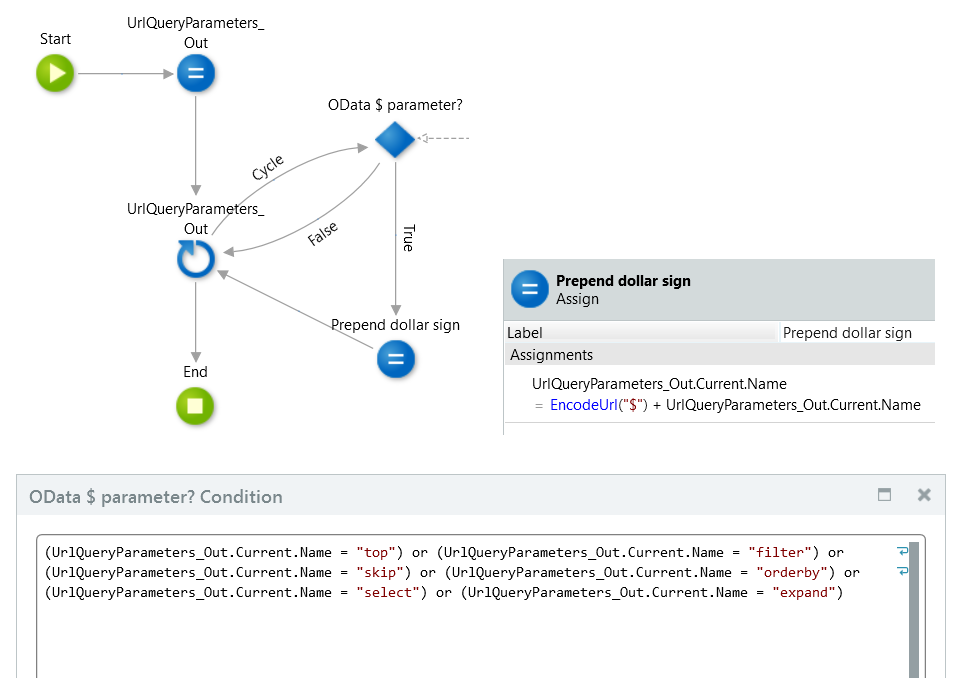 UrlQueryParameters_
Out
Start
OData $ parameter?
Cycle
UrlQueryParameters_
Out
False
True
Prepend dollar sign
End
Prepend dollar sign
Assign
Label
Prepend dollar sign
Assignments
UrlQueryParameters_Out.Current.Name
= EncodeUrl("$") + UrlQueryParameters_Out.Current.Name
OData $ parameter? Condition
(UrlQueryParameters_Out.Current.Name = "top") or (UrlQueryParameters_Out.Current.Name = "filter") or
(UrlQueryParameters_Out.Current.Name = "skip") or (UrlQueryParameters_Out.Current.Name = "orderby") or
(UrlQueryParameters_Out.Current.Name = "select") or (UrlQueryParameters_Out.Current.Name = "expand")